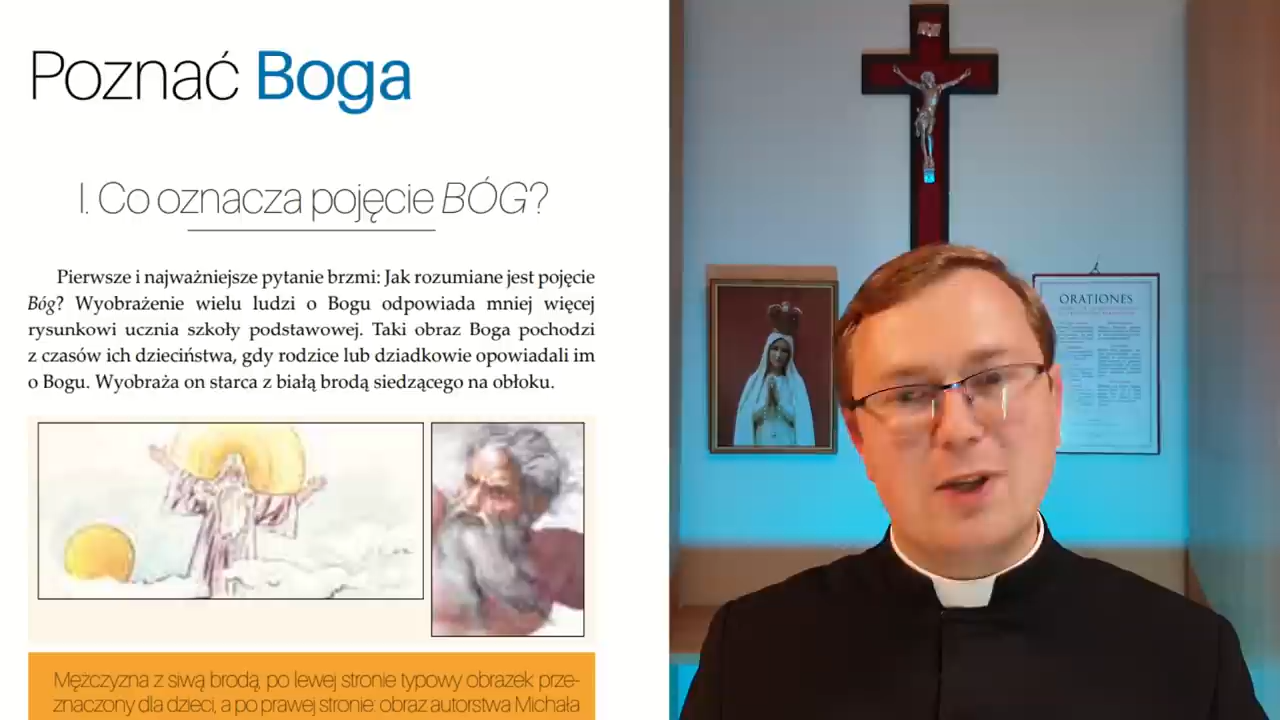 Poznać Boga
I. Co oznacza pojęcie BÓG?
Pierwsze i najważniejsze pytanie brzmi: Jak rozumiane jest pojęcie
Bóg? Wyobrażenie wielu ludzi o Bogu odpowiada mniej więcej
rysunkowi ucznia szkoły podstawowej. Taki obraz Boga pochodzi
z czasów ich dzieciństwa, gdy rodzice lub dziadkowie opowiadali im
o Bogu. Wyobraża on starca z białą brodą siedzącego na obłoku.
Mężczyzna z siwą brodą, po lewej stronie typowy obrazek prze-
znaczony dla dzieci, a po prawej stronie: obraz autorstwa Michała
ORATIONES